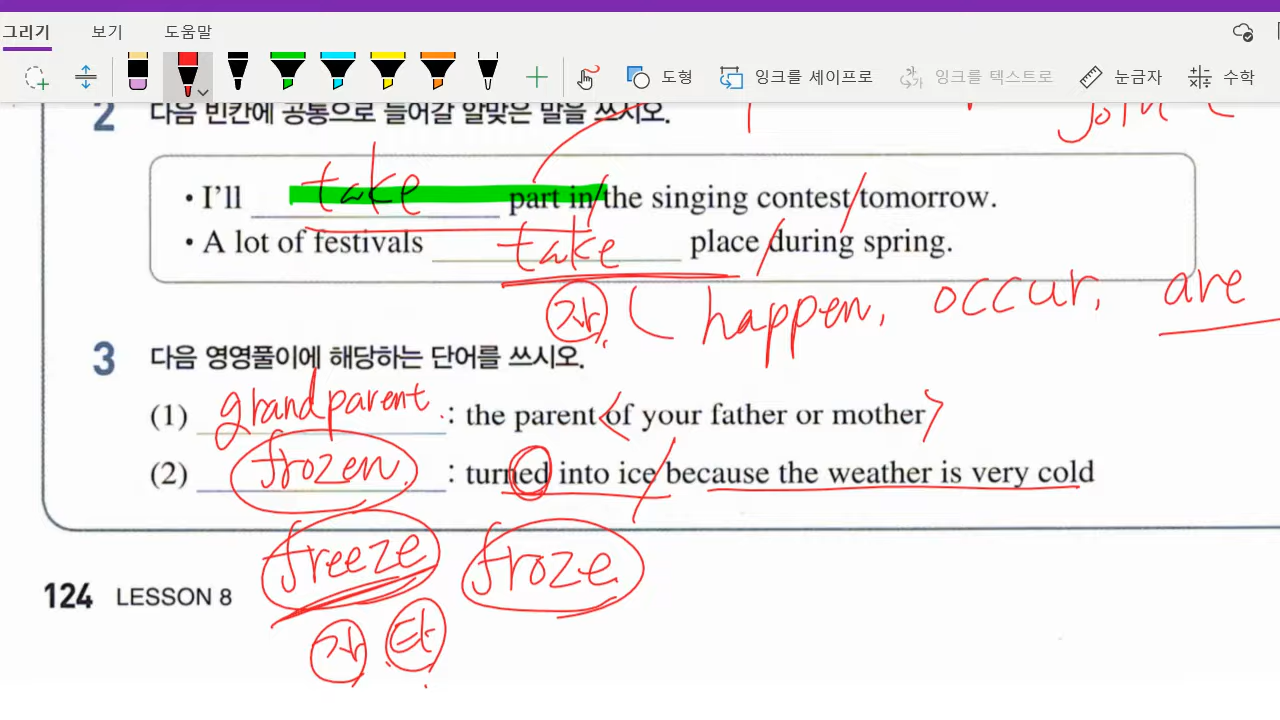 그리기 보기 도움말
도형 잉크를 셰이프로 잉크를 텍스트로 눈금자 수학
2 다음 빈칸에 공통으로 들어갈 알맞은 말을 쓰시오.
join
• I'll take part in/the singing contest/tomorrow.
• A lot of festivals take place/during spring.
자 ( happen, occur, are
3 다음 영영풀이에 해당하는 단어를 쓰시오.
(1) grandparent : the parent <of your father or mother>
(2) frozen : turned into ice/because the weather is very cold
freeze froze
124 LESSON 8
자 타